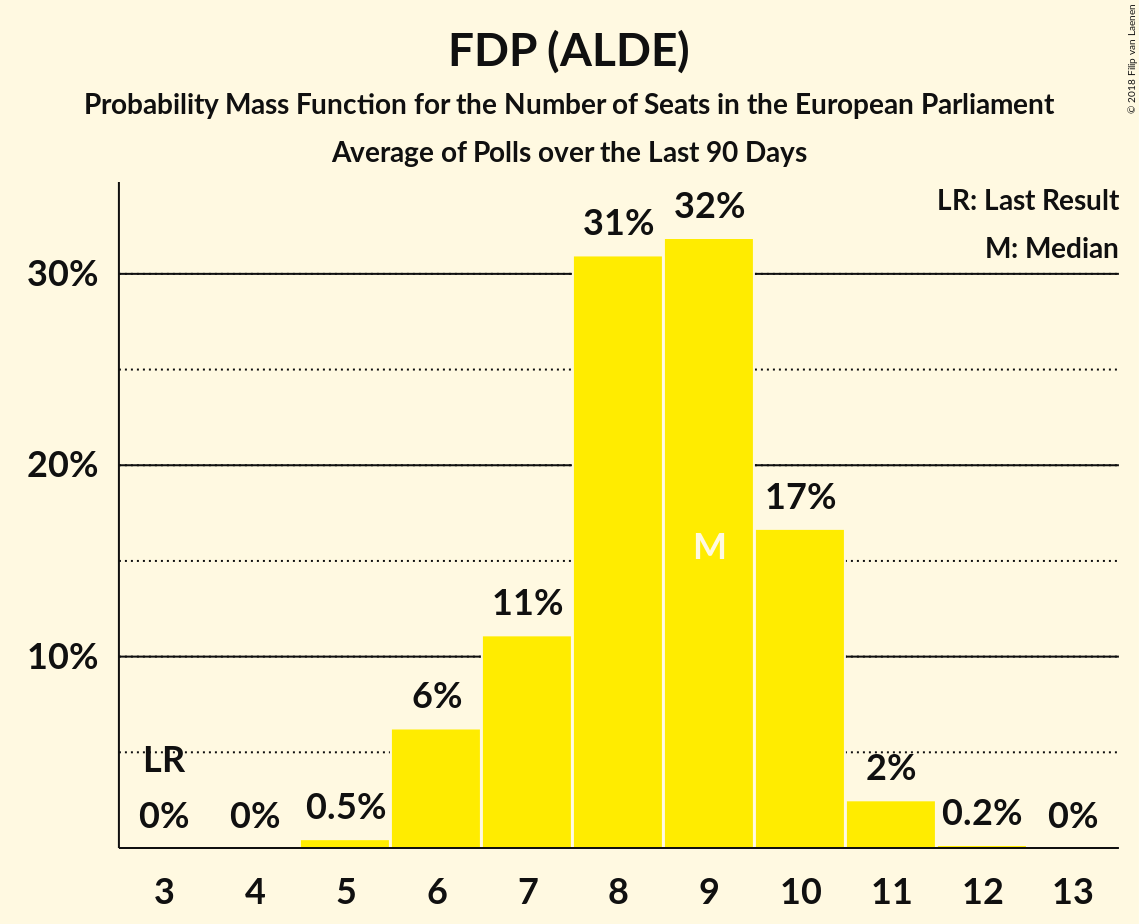 FDP (ALDE)
Probability Mass Function for the Number of Seats in the European Parliament
Average of Polls over the Last 90 Days
© 2018 Filip van Laenen
LR: Last Result
M: Median
30%
20%
10%
LR
0%
0%
0.5%
6%
11%
31%
32%
M
17%
2%
0.2%
0%
3 4 5 6 7 8 9 10 11 12 13